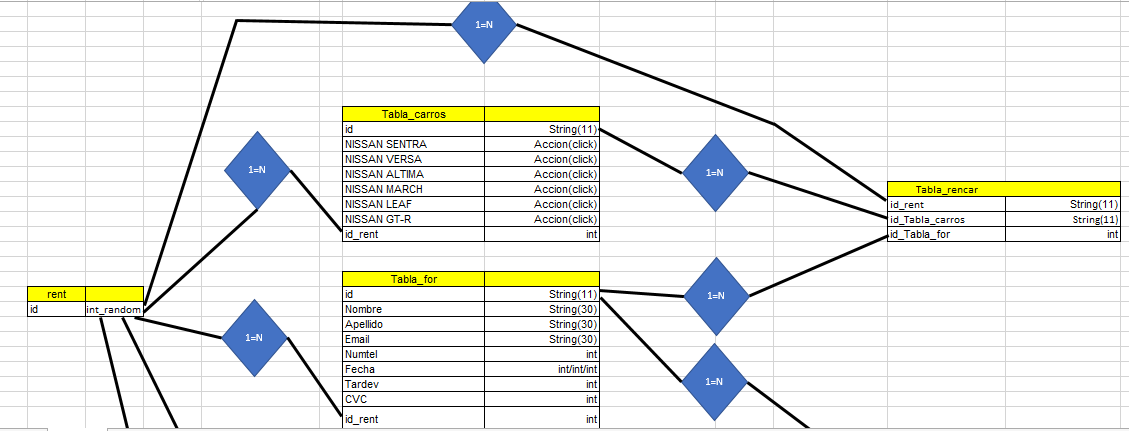 1=N
Tabla_carros
id String(11)
NISSAN SENTRA Accion(click)
NISSAN VERSA Accion(click)
NISSAN ALTIMA Accion(click)
NISSAN MARCH Accion(click)
NISSAN LEAF Accion(click)
NISSAN GT-R Accion(click)
id_rent int
1=N
1=N
Tabla_rencar
id_rent String(11)
id_Tabla_carros String(11)
id_Tabla_for int
rent
id int_random
Tabla_for
id String(11)
Nombre String(30)
Apellido String(30)
Email String(30)
Numtel int
Fecha int/int/int
Tardev int
CVC int
id_rent int
1=N
1=N
1=N